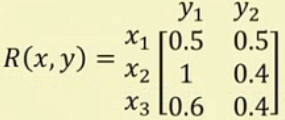 y₁ y₂
x₁ [0.5 0.5]
R(x, y) = x₂ [1 0.4]
x₃ [0.6 0.4]